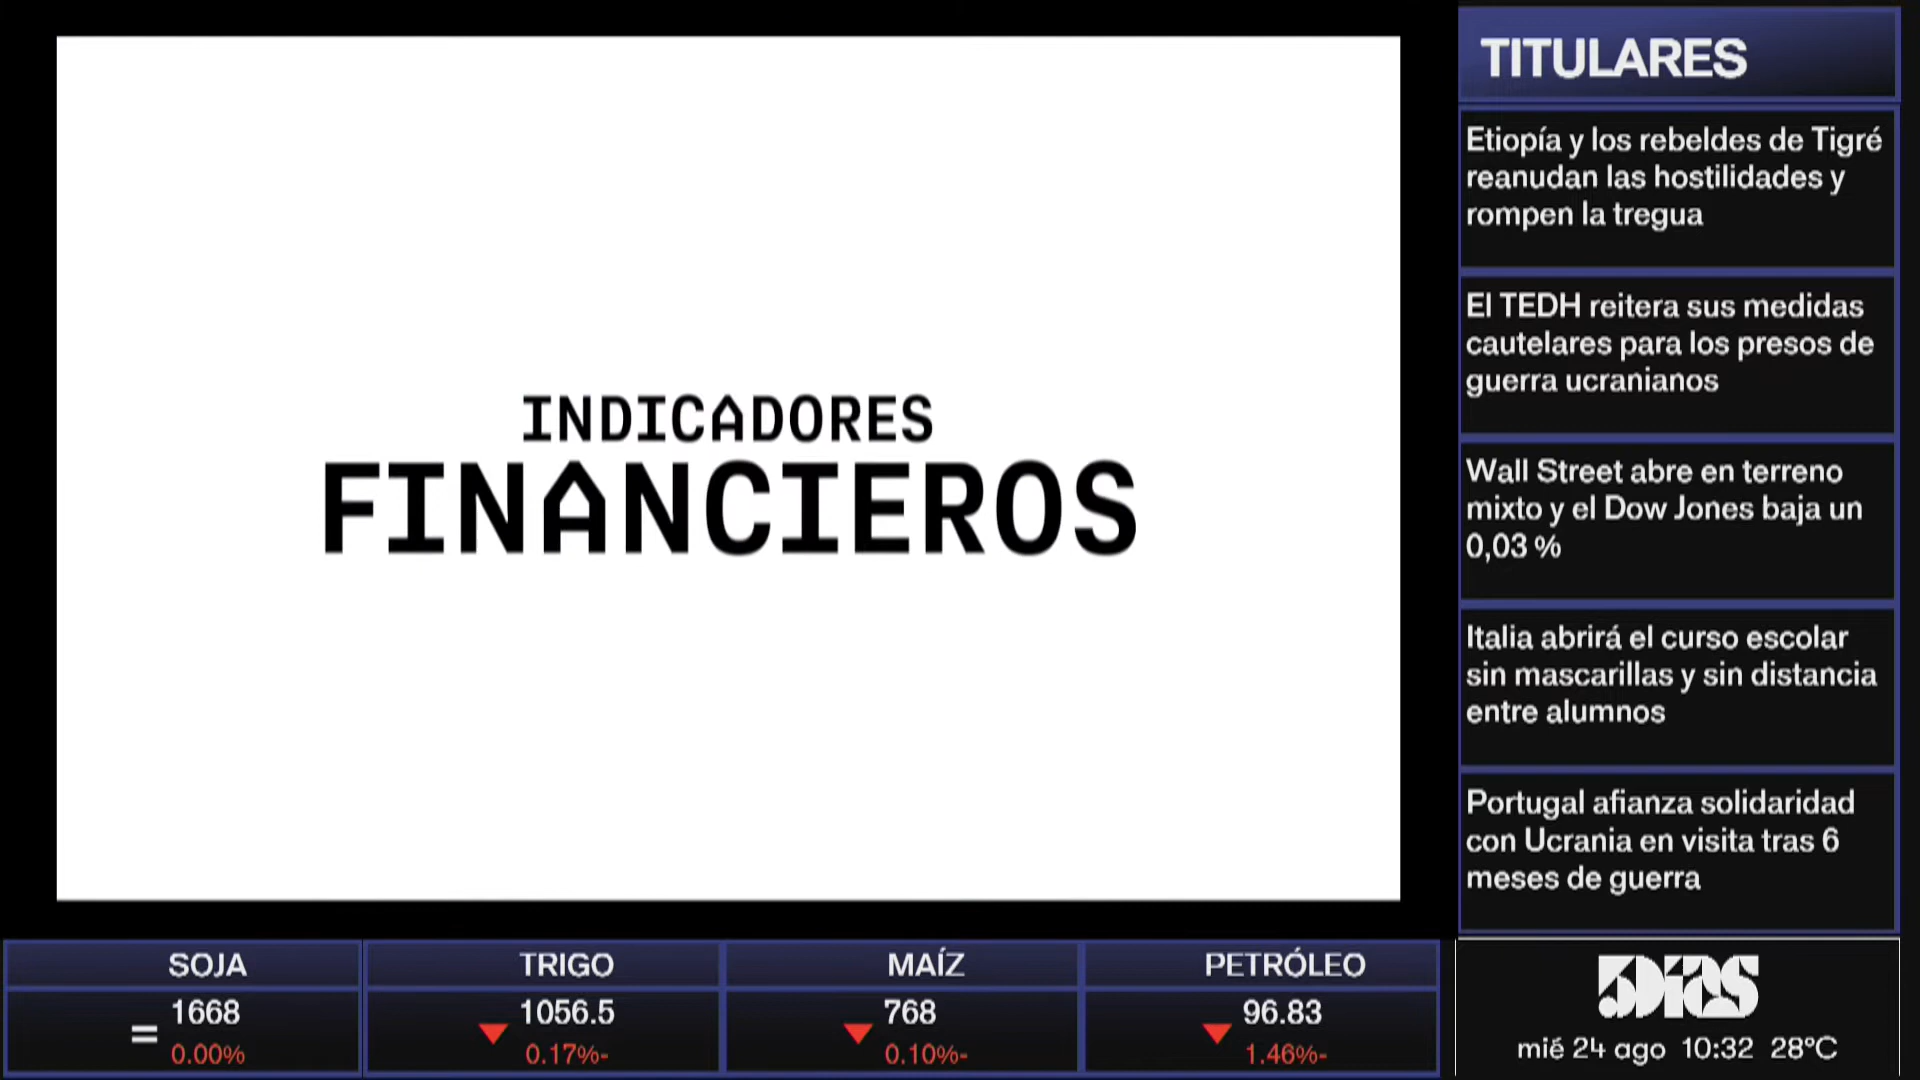 INDICADORES
FINANCIEROS
TITULARES
Etiopía y los rebeldes de Tigré
reanudan las hostilidades y
rompen la tregua
El TEDH reitera sus medidas
cautelares para los presos de
guerra ucranianos
Wall Street abre en terreno
mixto y el Dow Jones baja un
0,03 %
Italia abrirá el curso escolar
sin mascarillas y sin distancia
entre alumnos
Portugal afianza solidaridad
con Ucrania en visita tras 6
meses de guerra
SOJA
= 1668
0.00%
TRIGO
1056.5
0.17%-
MAÍZ
768
0.10%-
PETRÓLEO
96.83
1.46%-
5Días
mié 24 ago 10:32 28°C